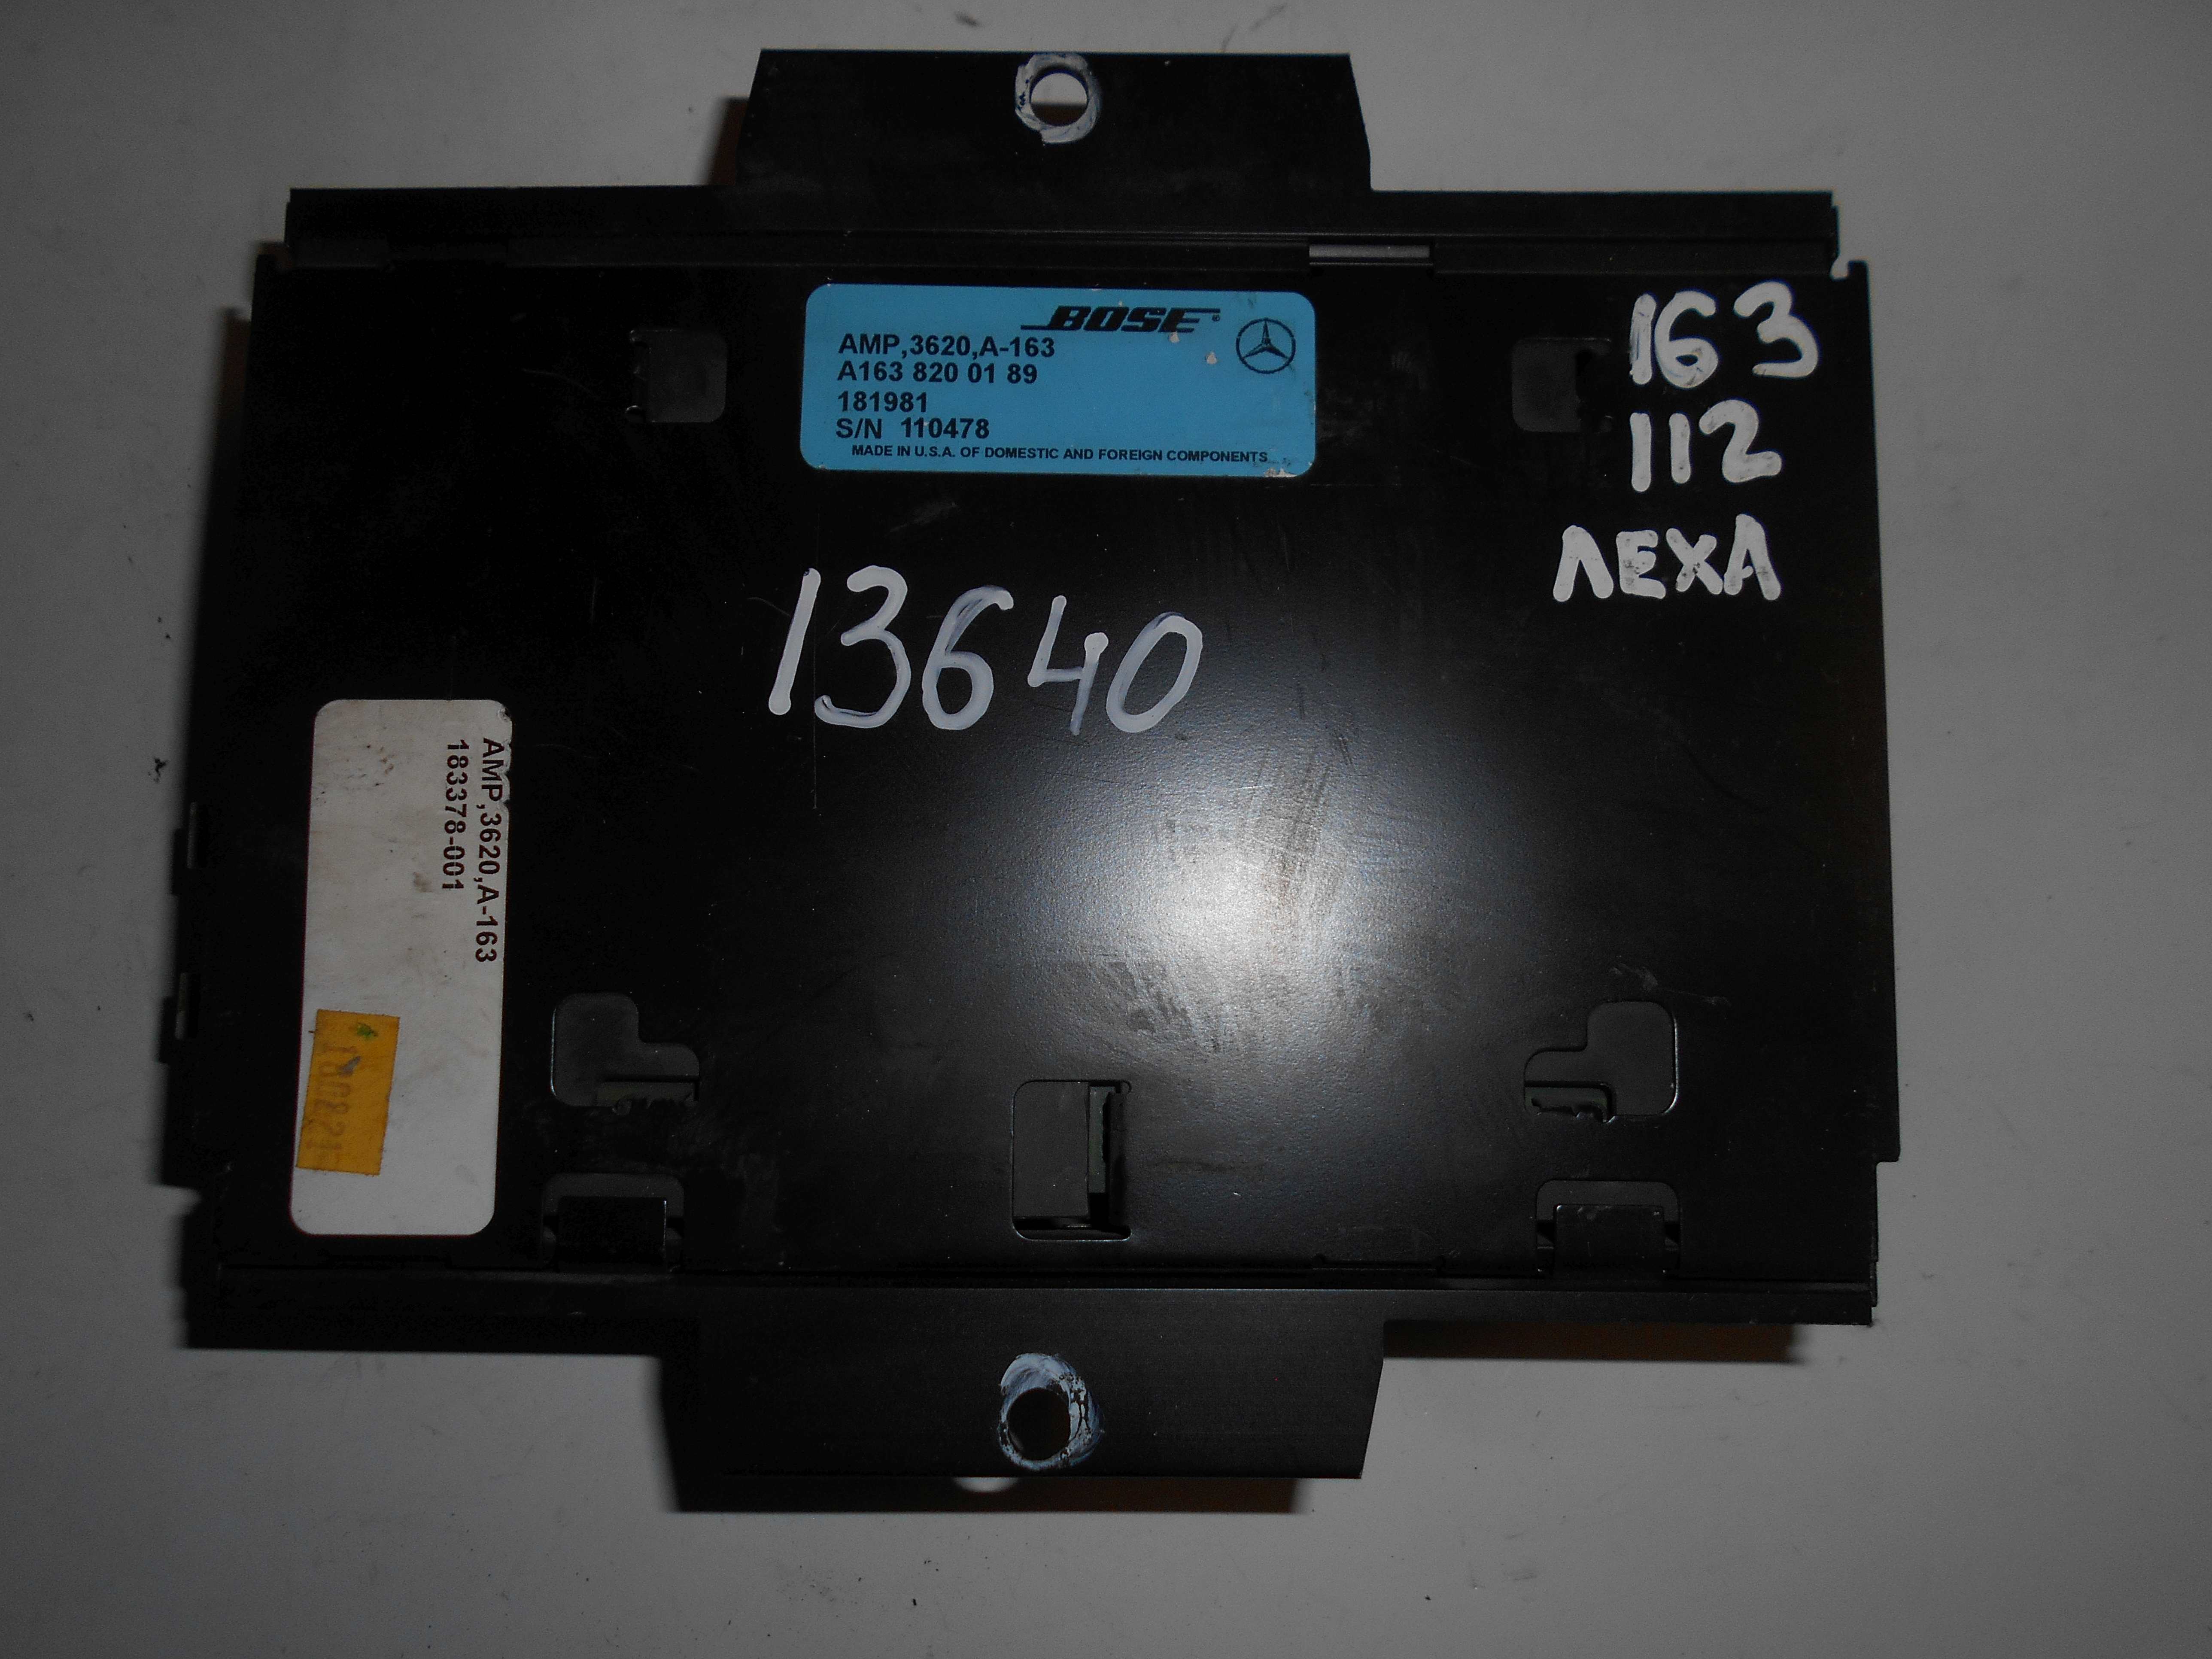 BOSE®
AMP,3620,A-163
A163 820 01 89
181981
S/N 110478
MADE IN U.S.A. OF DOMESTIC AND FOREIGN COMPONENTS
163
112
ЛЕХА
13640
AMP,3620,A-163
183378-001